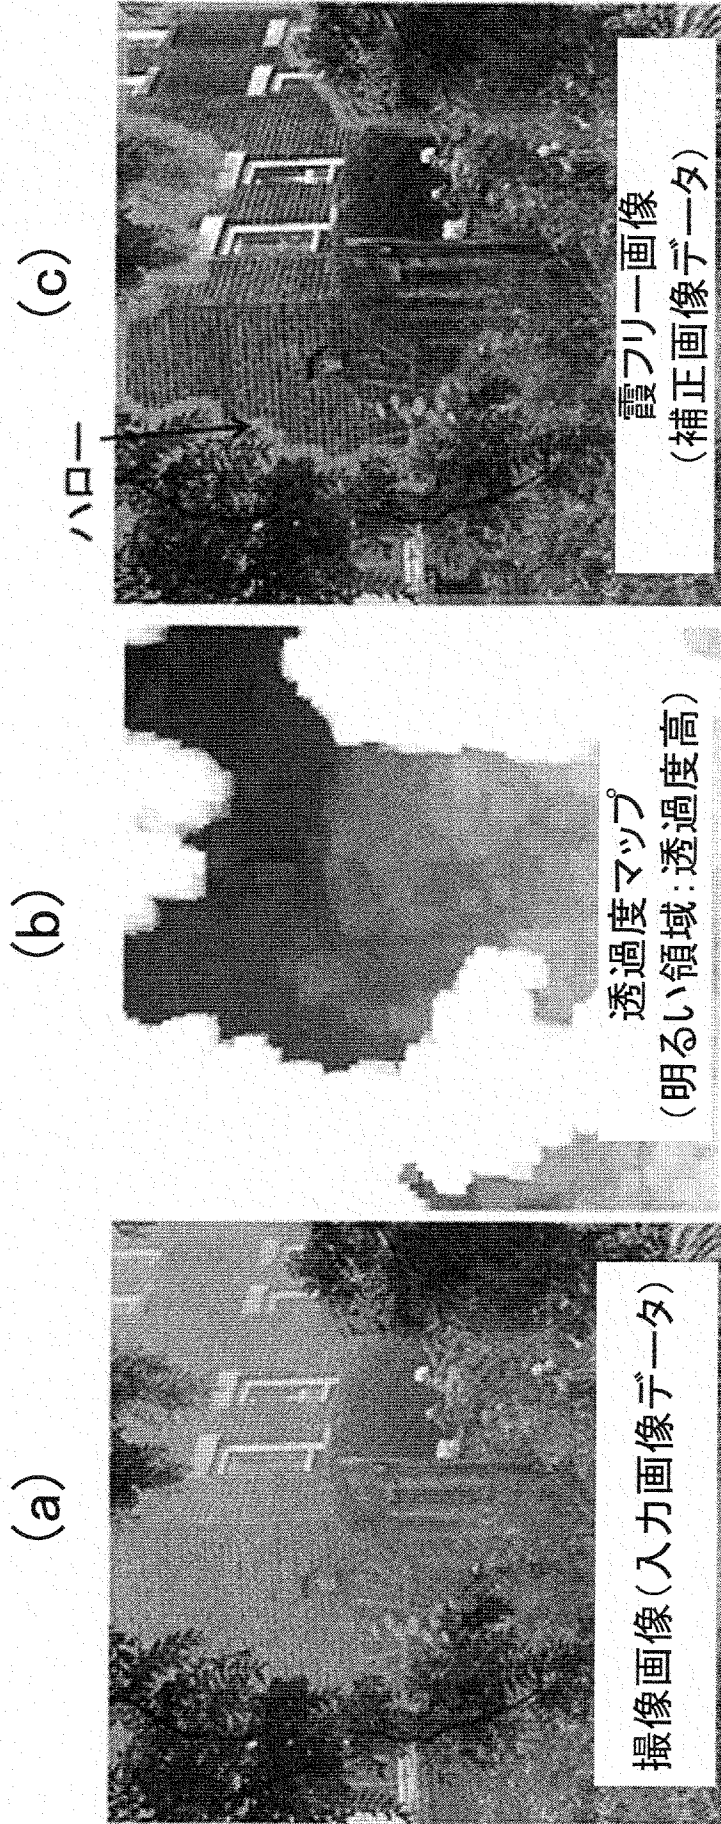 (a)
撮像画像(入力画像データ)
(b)
透過度マップ
(明るい領域:透過度高)
(c)
ハロー
霞フリー画像
(補正画像データ)